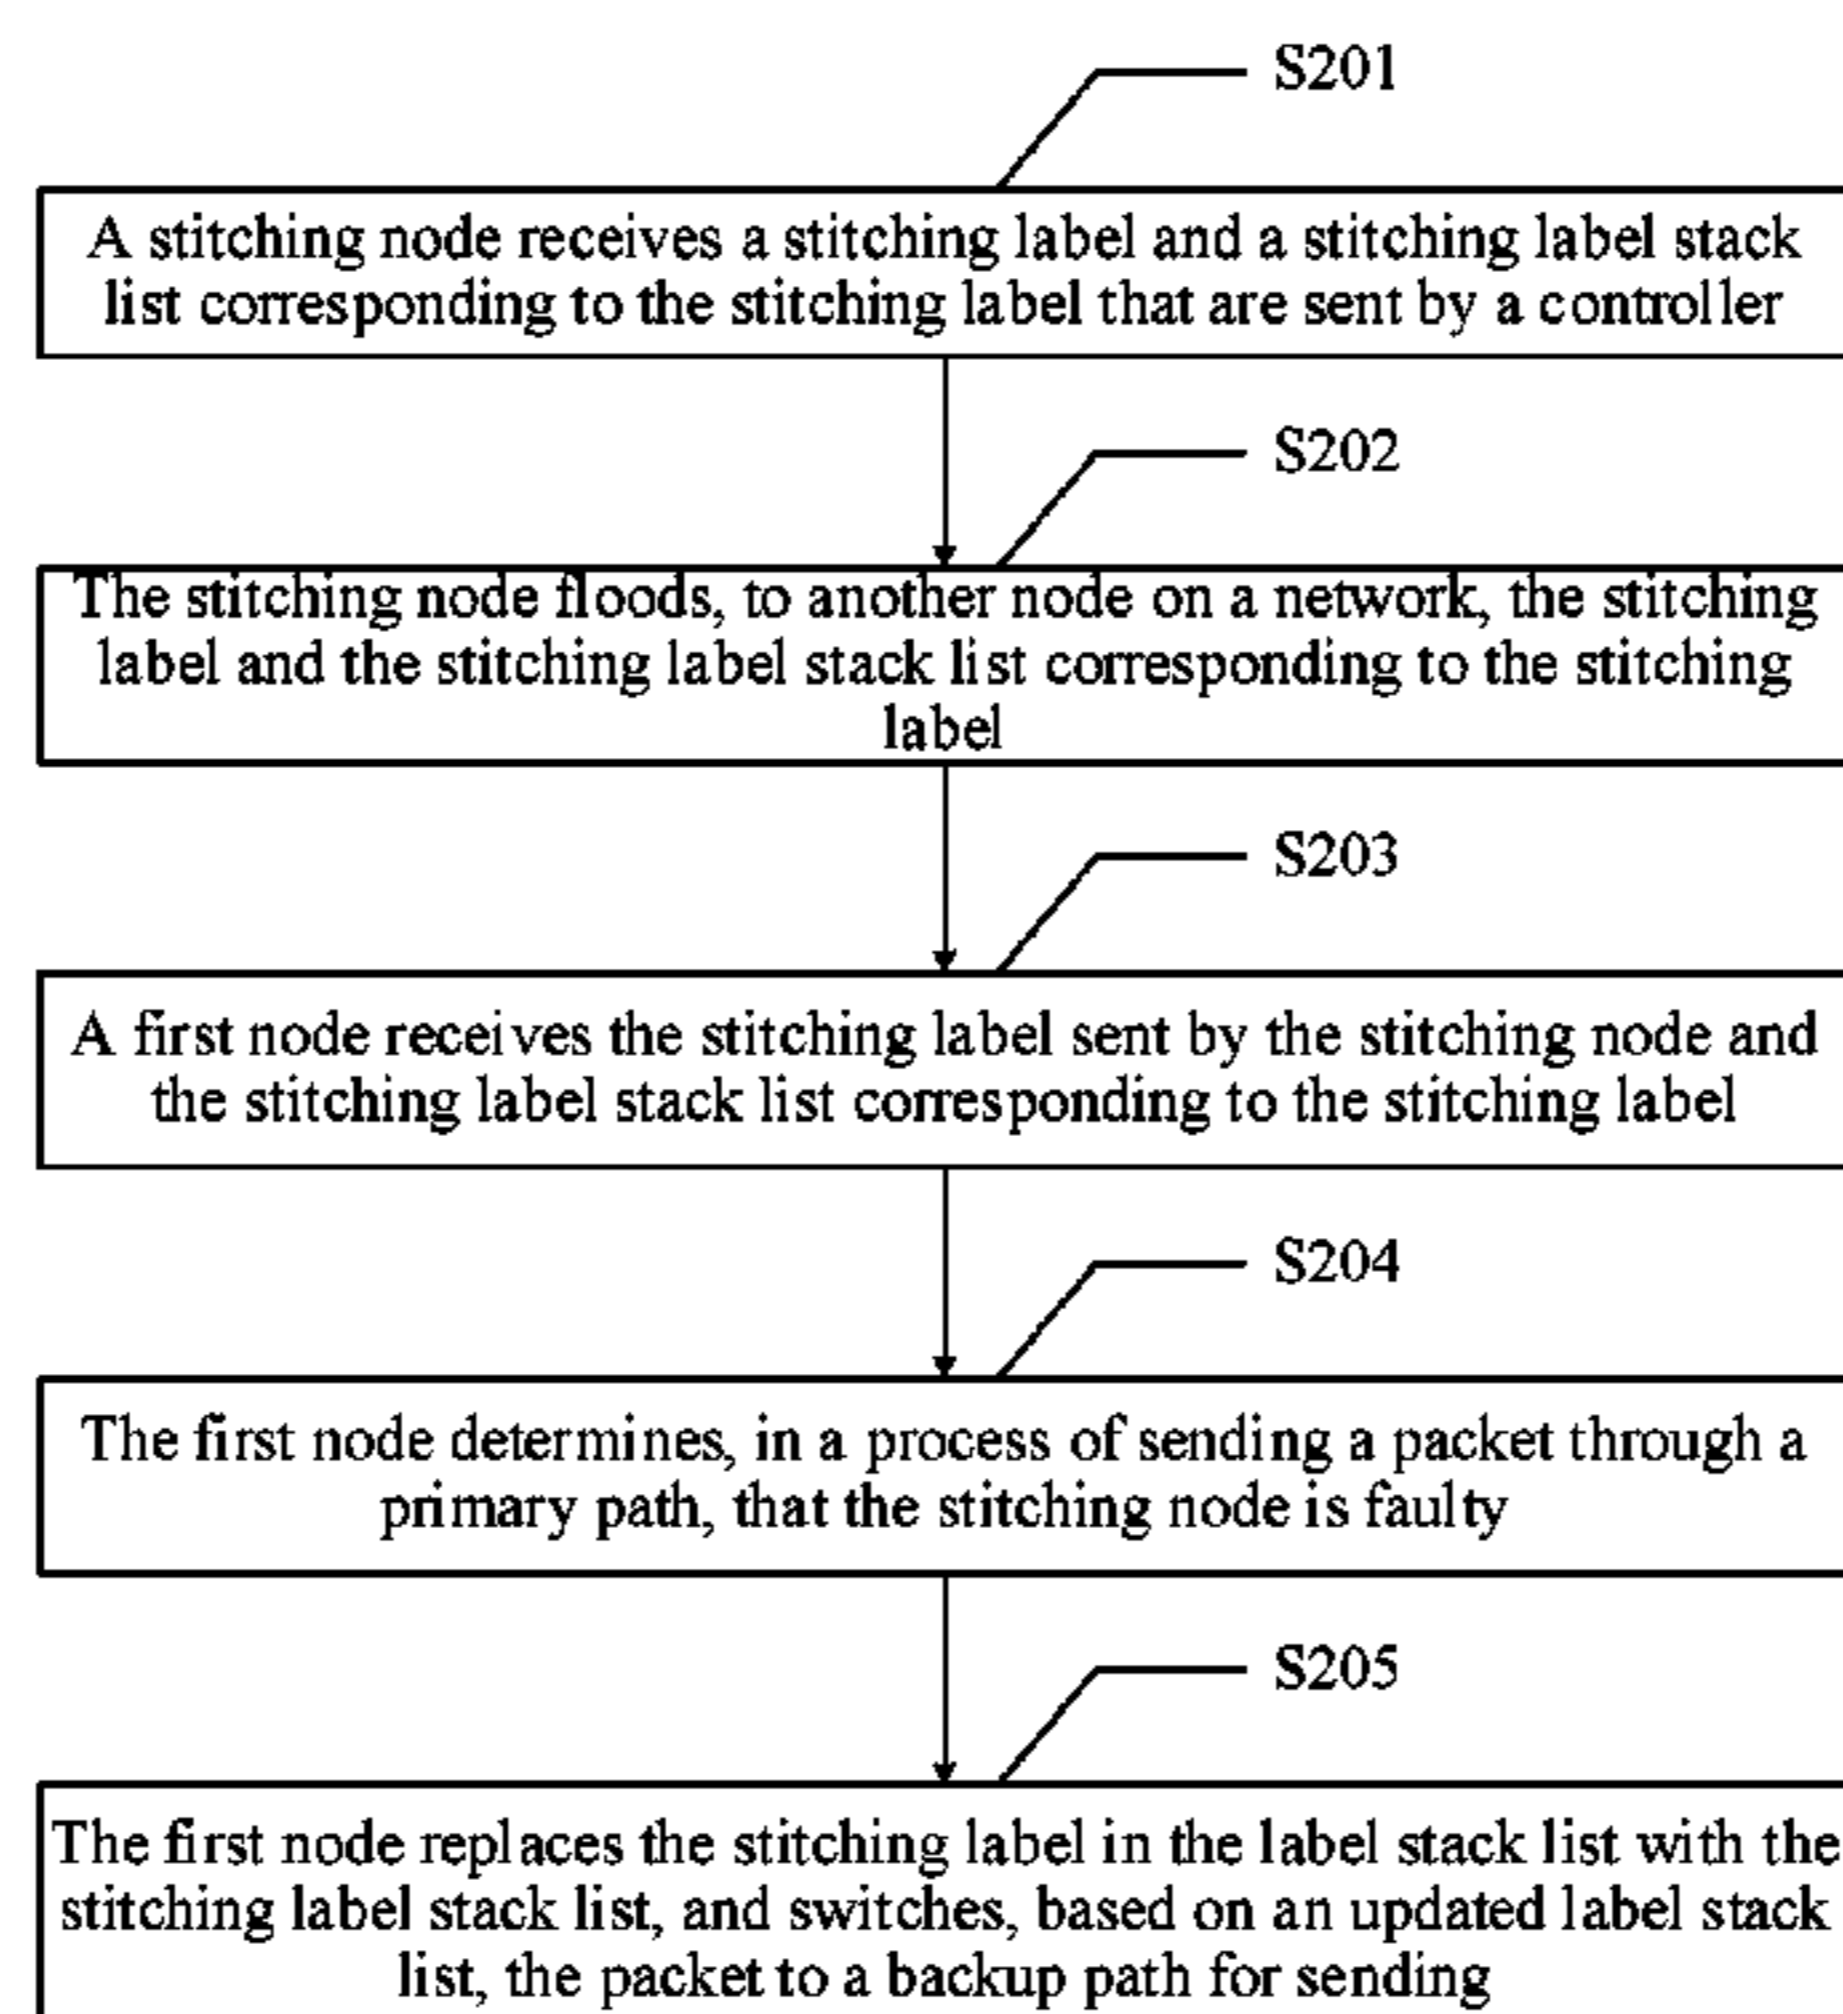 S201
A stitching node receives a stitching label and a stitching label stack
list corresponding to the stitching label that are sent by a controller
S202
The stitching node floods, to another node on a network, the stitching
label and the stitching label stack list corresponding to the stitching
label
S203
A first node receives the stitching label sent by the stitching node and
the stitching label stack list corresponding to the stitching label
S204
The first node determines, in a process of sending a packet through a
primary path, that the stitching node is faulty
S205
The first node replaces the stitching label in the label stack list with the
stitching label stack list, and switches, based on an updated label stack
list, the packet to a backup path for sending